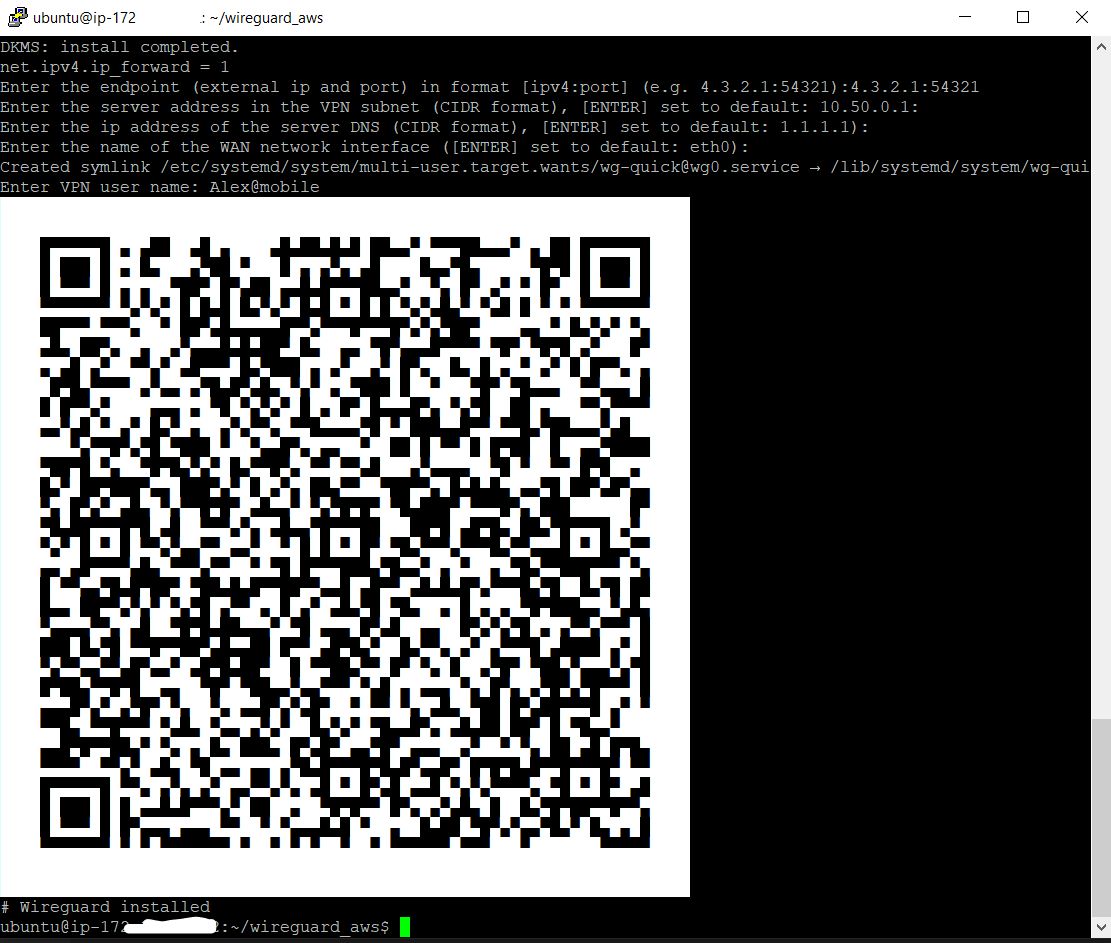 ubuntu@ip-172 .: ~/wireguard_aws
DKMS: install completed.
net.ipv4.ip_forward = 1
Enter the endpoint (external ip and port) in format [ipv4:port] (e.g. 4.3.2.1:54321):4.3.2.1:54321
Enter the server address in the VPN subnet (CIDR format), [ENTER] set to default: 10.50.0.1:
Enter the ip address of the server DNS (CIDR format), [ENTER] set to default: 1.1.1.1):
Enter the name of the WAN network interface ([ENTER] set to default: eth0):
Created symlink /etc/systemd/system/multi-user.target.wants/wg-quick@wg0.service → /lib/systemd/system/wg-qui
Enter VPN user name: Alex@mobile
# Wireguard installed
ubuntu@ip-172 2:~/wireguard_aws$